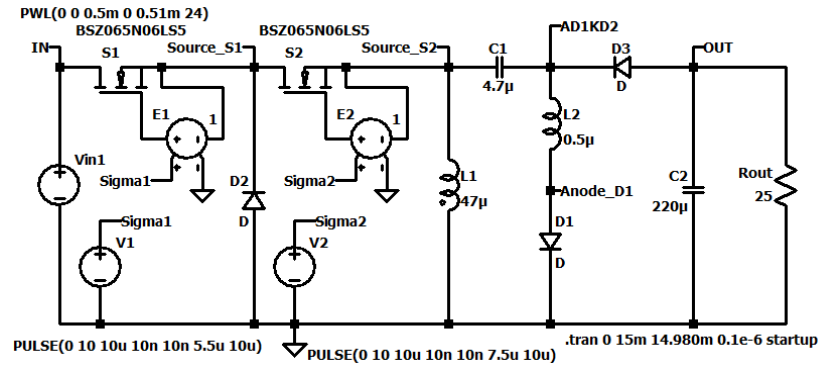 PWL(0 0 0.5m 0 0.51m 24)
BSZ065N06LS5
BSZ065N06LS5
AD1KD2
IN
S1
Source_S1
S2
Source_S2
C1
D3
OUT
4.7µ
D
E1
1
E2
1
L2
0.5µ
Vin1
Sigma1
D2
Sigma2
L1
Anode_D1
C2
Rout
47µ
220µ
25
Sigma1
D
Sigma2
D1
V1
V2
D
PULSE(0 10 10u 10n 10n 5.5u 10u)
PULSE(0 10 10u 10n 10n 7.5u 10u)
.tran 0 15m 14.980m 0.1e-6 startup